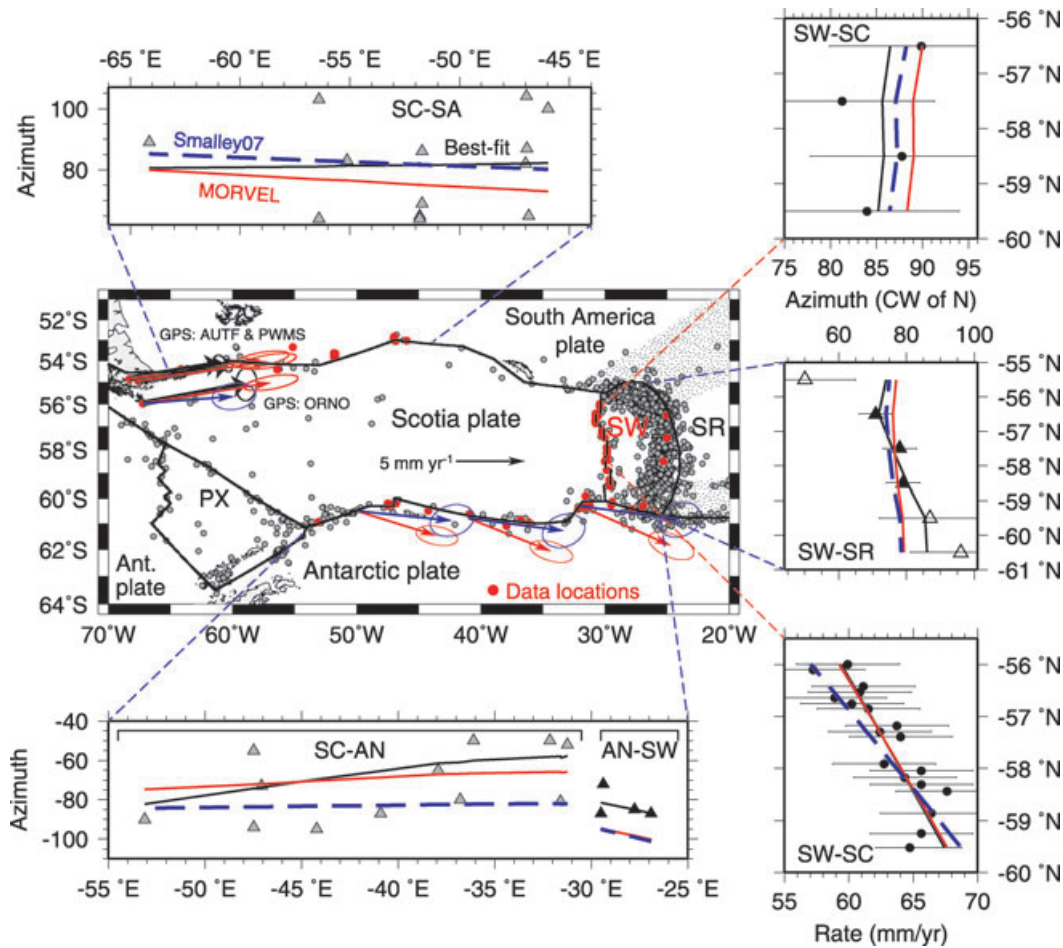 -65 ˚E -60 ˚E -55 ˚E -50 ˚E -45 ˚E
Azimuth
100
80
SC-SA
Smalley07
Best-fit
MORVEL
SW-SC
-56 ˚N
-57 ˚N
-58 ˚N
-59 ˚N
-60 ˚N
75 80 85 90 95
Azimuth (CW of N)
52˚S
54˚S
56˚S
58˚S
60˚S
62˚S
64˚S
GPS: AUTF & PWMS
GPS: ORNO
South America
plate
Scotia plate
SW
SR
5 mm yr⁻¹
PX
Ant.
plate
Antarctic plate
Data locations
70˚W 60˚W 50˚W 40˚W 30˚W 20˚W
60 80 100
-55 ˚N
-56 ˚N
-57 ˚N
-58 ˚N
-59 ˚N
-60 ˚N
-61 ˚N
SW-SR
Azimuth
-40
-60
-80
-100
SC-AN
AN-SW
-55 ˚E -50 ˚E -45 ˚E -40 ˚E -35 ˚E -30 ˚E -25 ˚E
-56 ˚N
-57 ˚N
-58 ˚N
-59 ˚N
-60 ˚N
SW-SC
55 60 65 70
Rate (mm/yr)